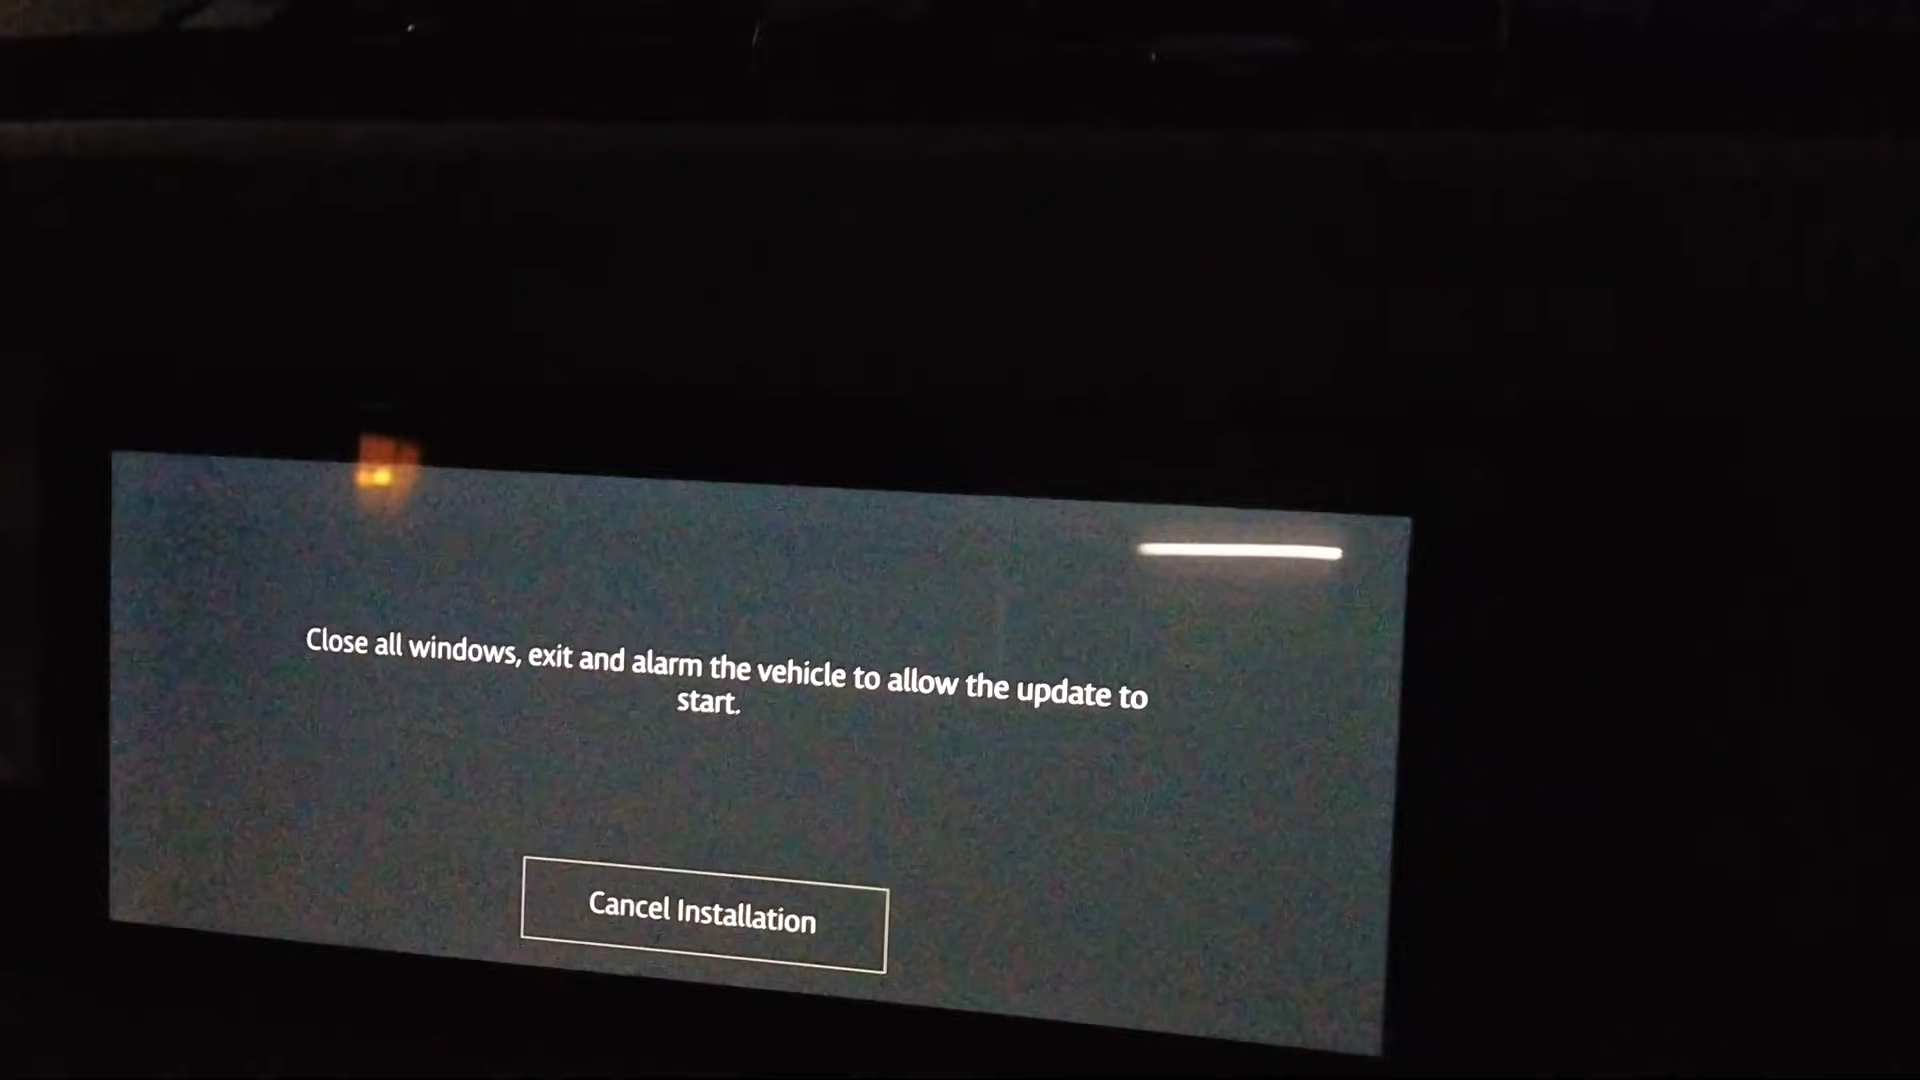 Close all windows, exit and alarm the vehicle to allow the update to
start.
Cancel Installation